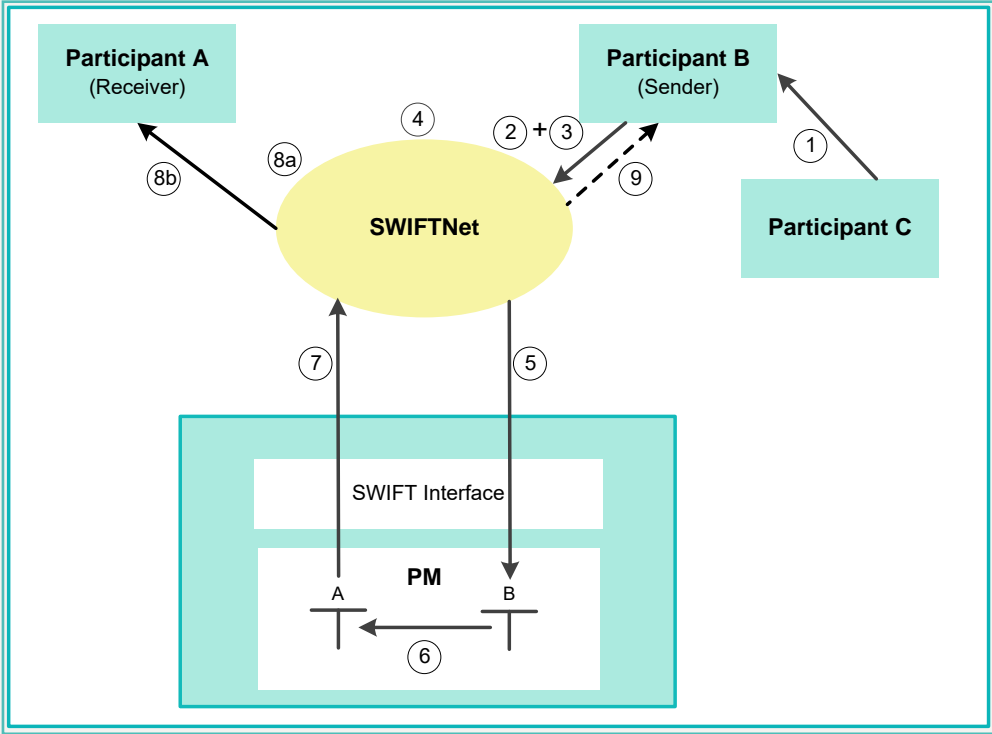 Participant A
(Receiver)
Participant B
(Sender)
4
2 + 3
1
8a
8b
9
SWIFTNet
Participant C
7
5
SWIFT Interface
PM
A
B
6